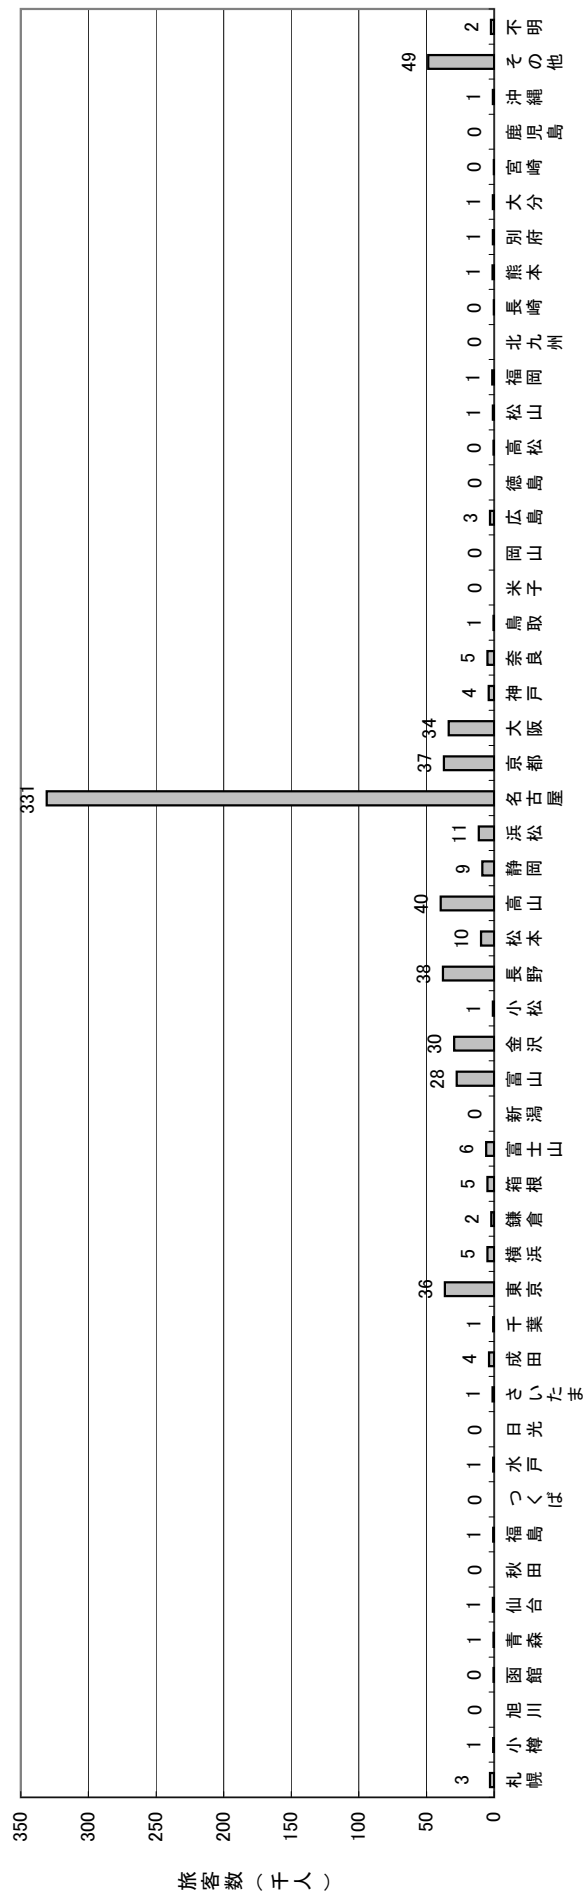 旅客数（千人）
350
300
250
200
150
100
50
0
3
1
0
0
1
1
0
1
0
1
0
1
4
1
36
5
2
5
6
0
28
30
1
38
10
40
9
11
331
37
34
4
5
1
0
0
3
0
0
1
1
0
0
1
1
1
0
0
1
49
2
札幌
小樽
旭川
函館
青森
仙台
秋田
福島
つくば
水戸
日光
さいたま
成田
千葉
東京
横浜
鎌倉
箱根
富士山
新潟
富山
金沢
小松
長野
松本
高山
静岡
浜松
名古屋
京都
大阪
神戸
奈良
鳥取
米子
岡山
広島
徳島
高松
松山
福岡
北九州
長崎
熊本
別府
大分
宮崎
鹿児島
沖縄
その他
不明